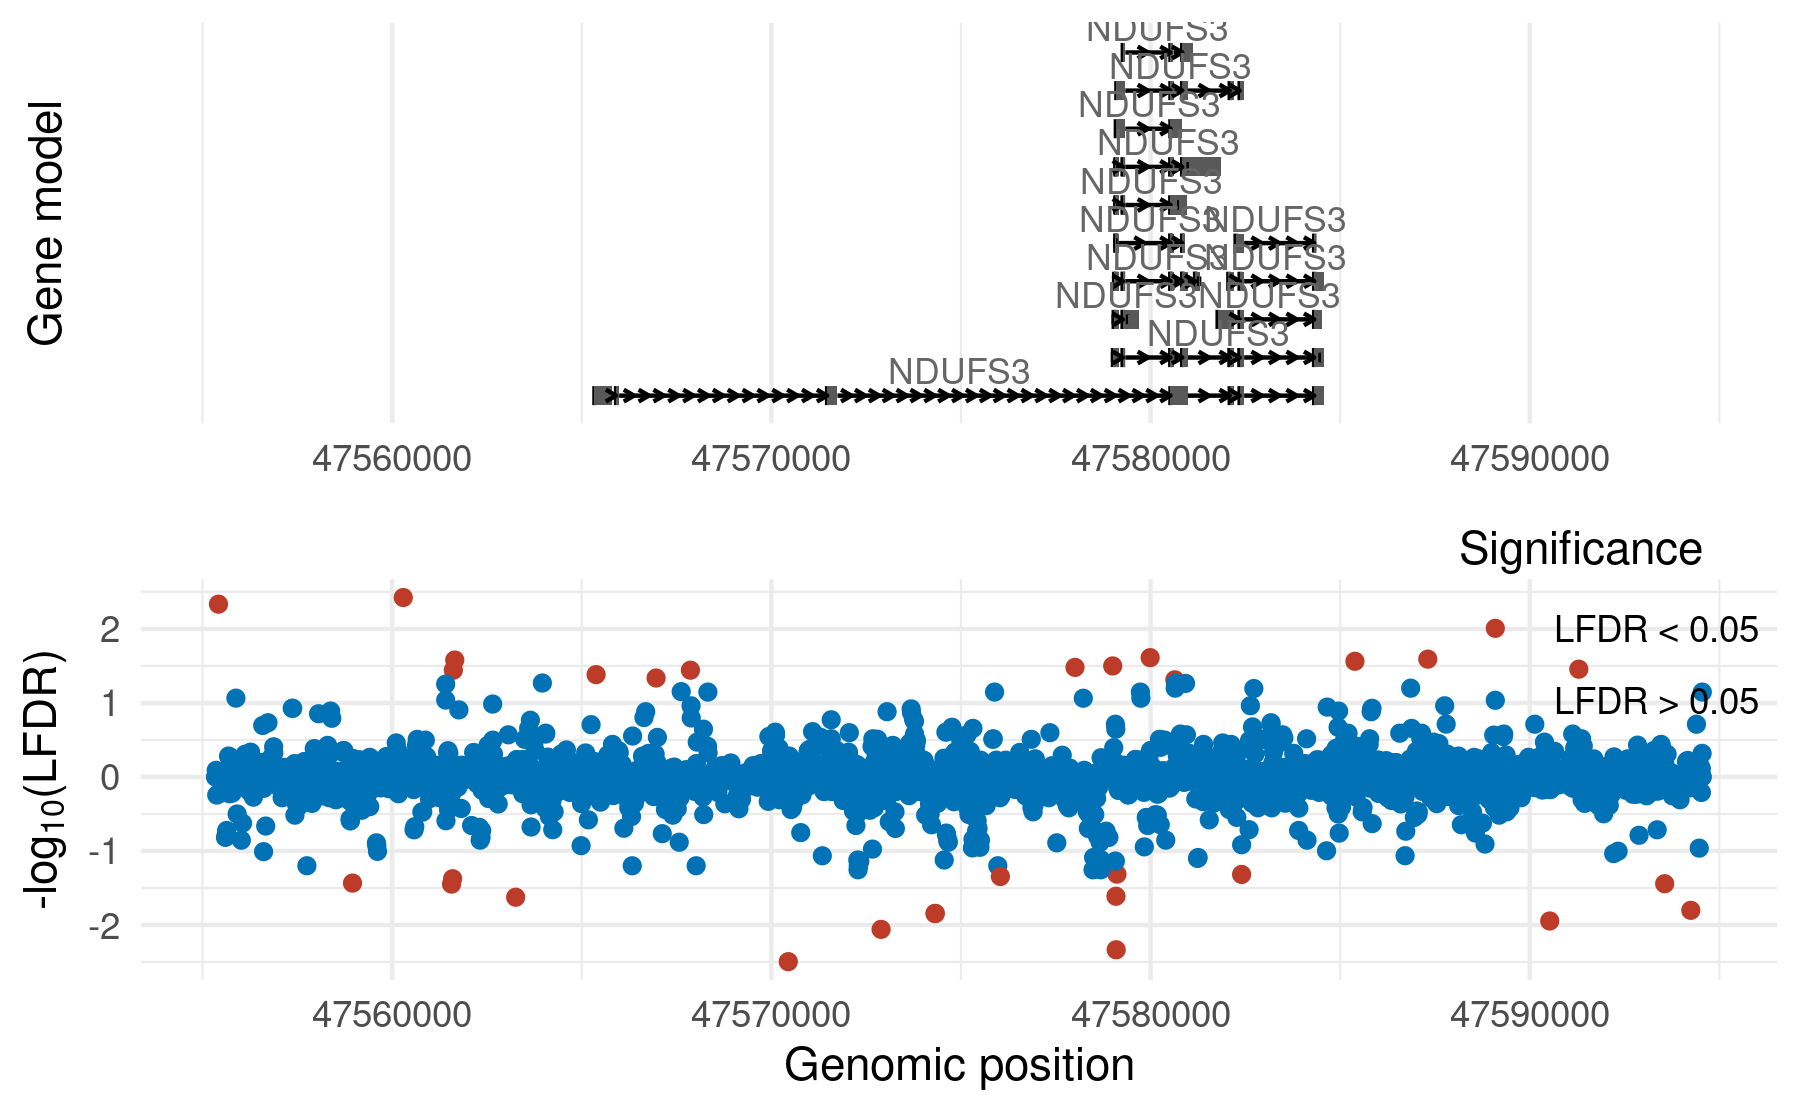 NDUFS3
NDUFS3
NDUFS3
NDUFS3
NDUFS3
NDUFS3 NDUFS3
NDUFS3 NDUFS3
NDUFS3 NDUFS3
NDUFS3
NDUFS3
Gene model
47560000 47570000 47580000 47590000
Significance
LFDR < 0.05
LFDR > 0.05
2
1
0
-1
-2
-log10(LFDR)
47560000 47570000 47580000 47590000
Genomic position